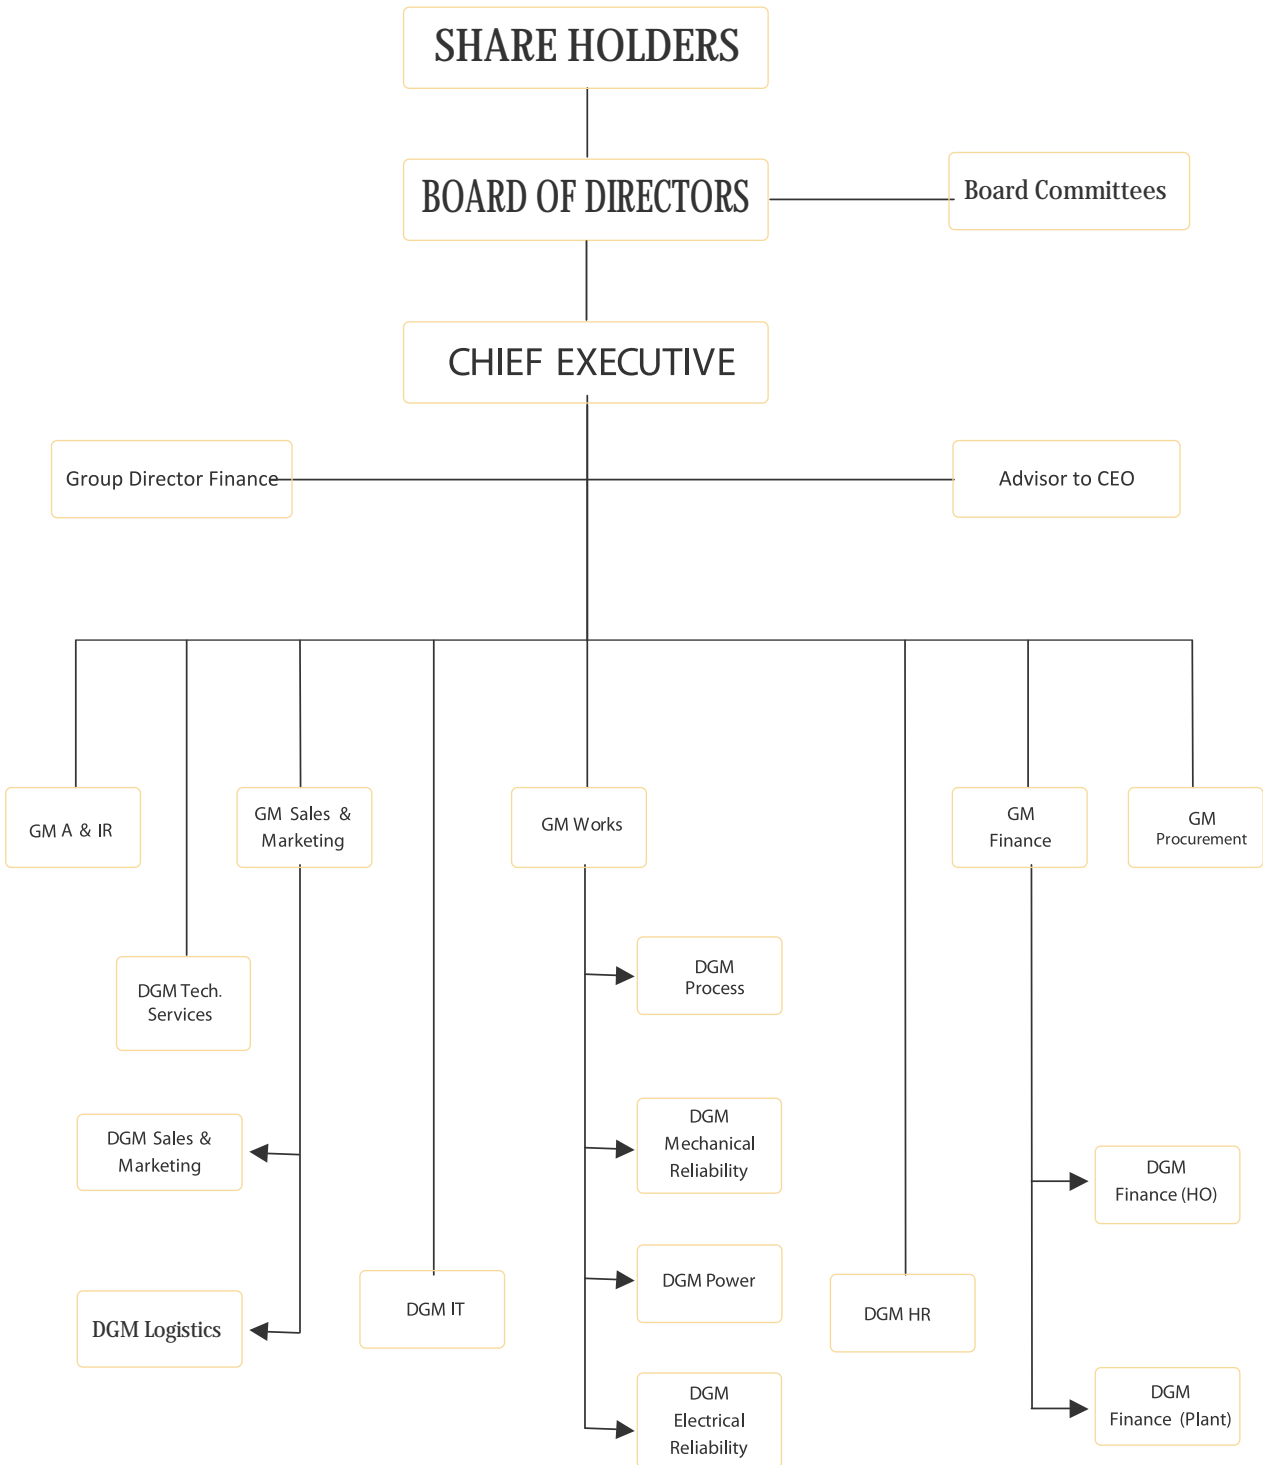 SHARE HOLDERS
BOARD OF DIRECTORS
Board Committees
CHIEF EXECUTIVE
Group Director Finance
Advisor to CEO
GM A & IR
GM Sales &
Marketing
GM Works
GM
Finance
GM
Procurement
DGM Tech.
Services
DGM
Process
DGM Sales &
Marketing
DGM
Mechanical
Reliability
DGM
Finance (HO)
DGM Logistics
DGM IT
DGM Power
DGM HR
DGM
Electrical
Reliability
DGM
Finance (Plant)